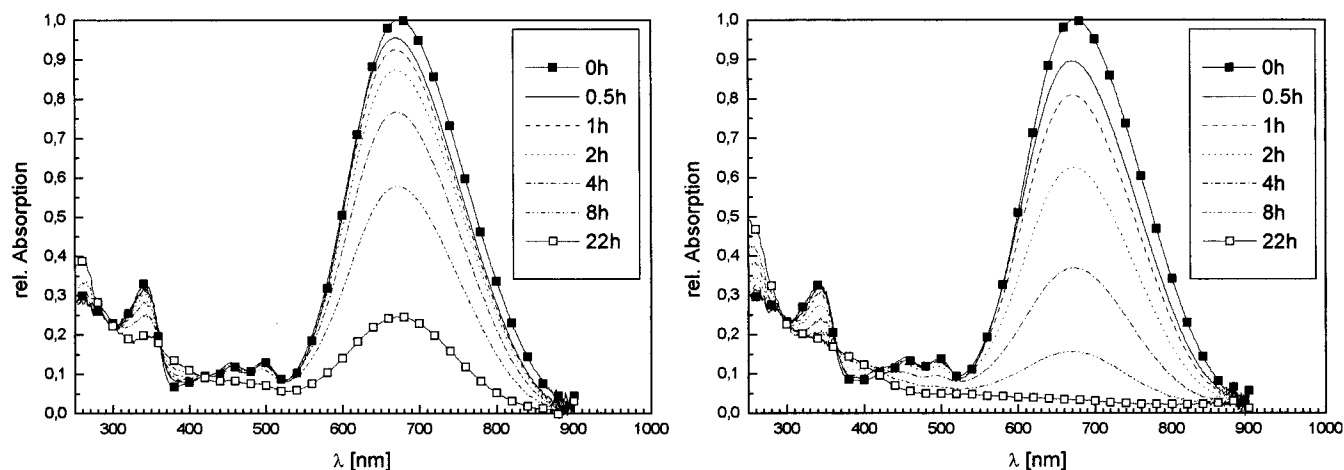 1,0
0,9
0,8
0,7
0,6
0,5
0,4
0,3
0,2
0,1
0,0
rel. Absorption
300 400 500 600 700 800 900 1000
λ [nm]
0h
0.5h
1h
2h
4h
8h
22h
1,0
0,9
0,8
0,7
0,6
0,5
0,4
0,3
0,2
0,1
0,0
rel. Absorption
300 400 500 600 700 800 900 1000
λ [nm]
0h
0.5h
1h
2h
4h
8h
22h